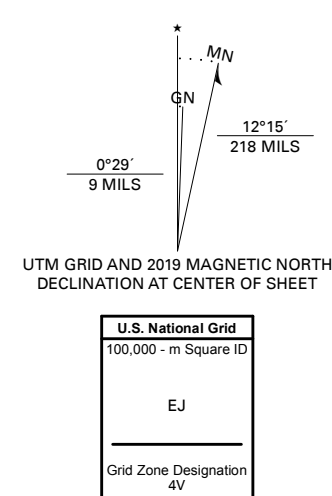 ★
MN
GN
12°15´
218 MILS
0°29´
9 MILS
UTM GRID AND 2019 MAGNETIC NORTH
DECLINATION AT CENTER OF SHEET
U.S. National Grid
100,000 - m Square ID
EJ
Grid Zone Designation
4V